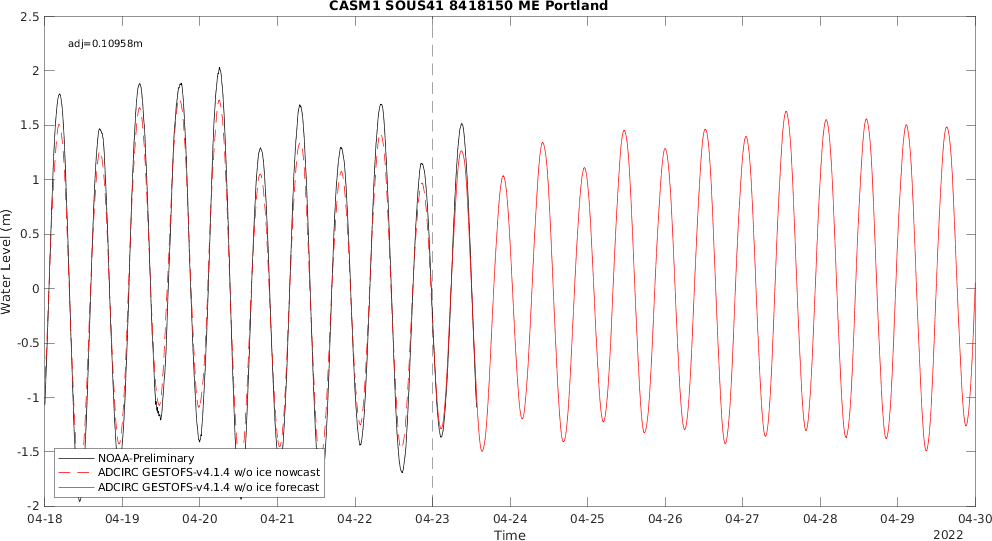 CASM1 SOUS41 8418150 ME Portland
adj=0.10958m
Water Level (m)
2.5
2
1.5
1
0.5
0
-0.5
-1
-1.5
-2
NOAA-Preliminary
ADCIRC GESTOFS-v4.1.4 w/o ice nowcast
ADCIRC GESTOFS-v4.1.4 w/o ice forecast
04-18 04-19 04-20 04-21 04-22 04-23 04-24 04-25 04-26 04-27 04-28 04-29 04-30
Time
2022